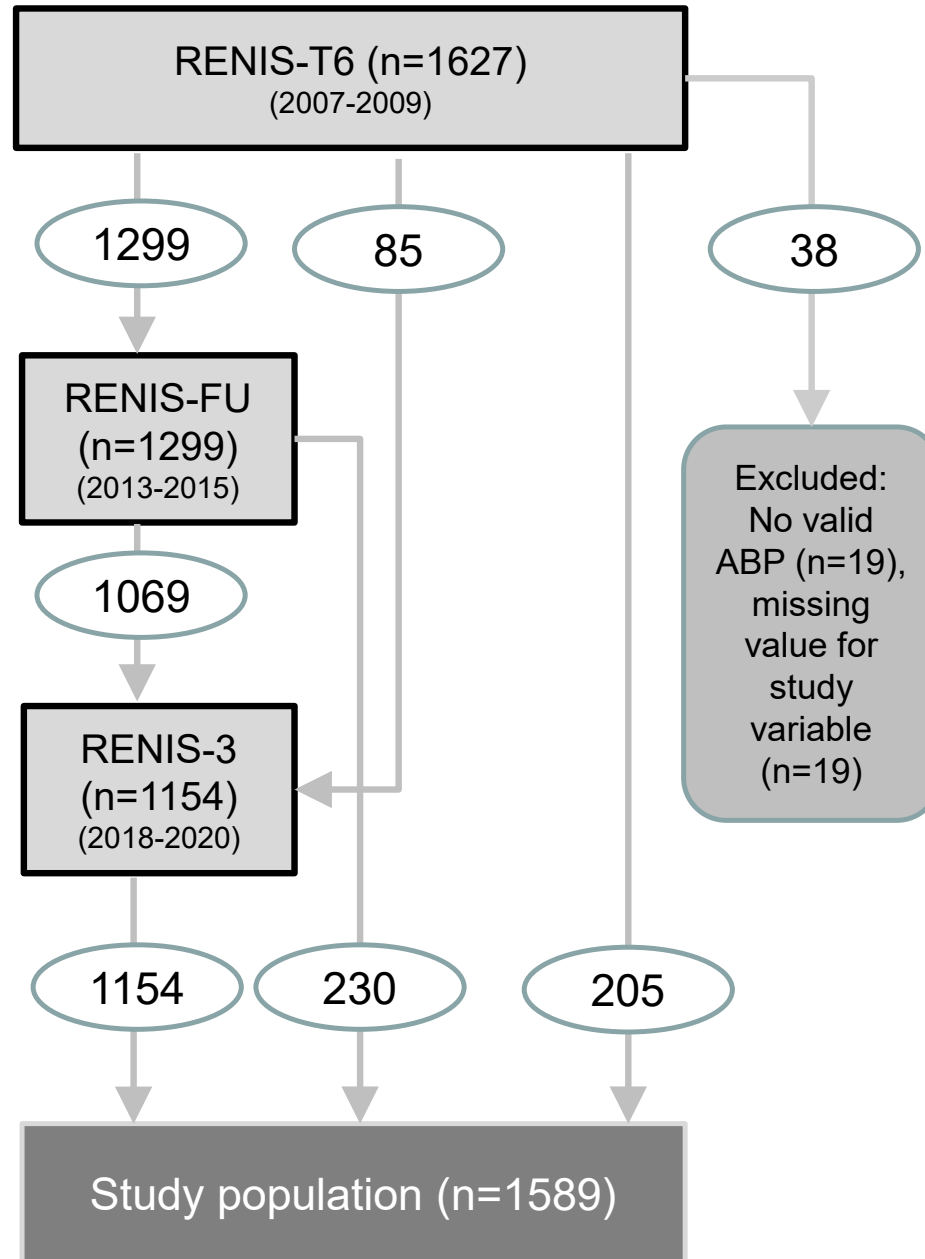 RENIS-T6 (n=1627)
(2007-2009)
1299
85
38
RENIS-FU
(n=1299)
(2013-2015)
Excluded:
No valid
ABP (n=19),
missing
value for
study
variable
(n=19)
1069
RENIS-3
(n=1154)
(2018-2020)
1154
230
205
Study population (n=1589)